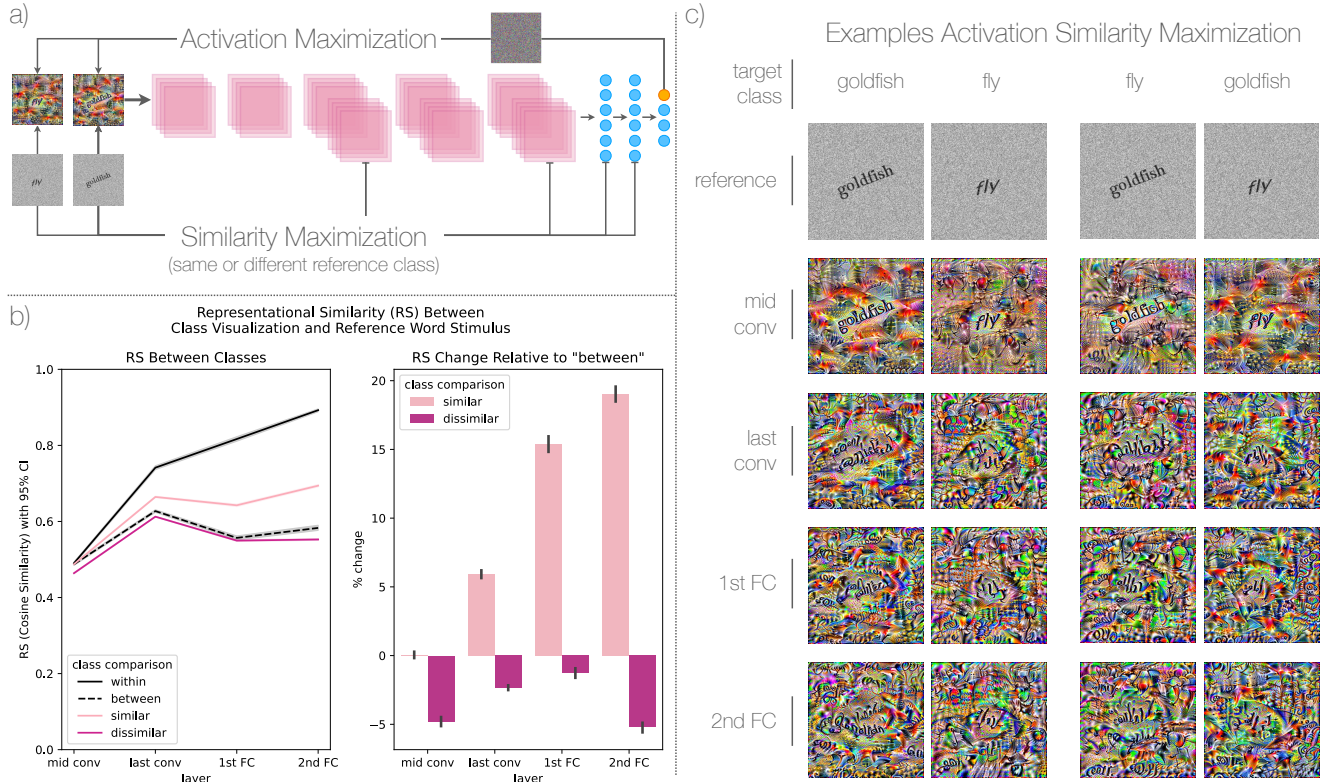 a)
Activation Maximization
fly
goldfish
fly
goldfish
Similarity Maximization
(same or different reference class)
b)
Representational Similarity (RS) Between
Class Visualization and Reference Word Stimulus
RS Between Classes
RS (Cosine Similarity) with 95% CI
1.0
0.8
0.6
0.4
0.2
0.0
class comparison
within
between
similar
dissimilar
mid conv
last conv
1st FC
2nd FC
layer
RS Change Relative to "between"
% change
20
15
10
5
0
−5
class comparison
similar
dissimilar
mid conv
last conv
1st FC
2nd FC
layer
c)
Examples Activation Similarity Maximization
target
class
goldfish
fly
fly
goldfish
reference
goldfish
fly
goldfish
fly
mid
conv
goldfish
fly
goldfish
fly
last
conv
1st FC
2nd FC